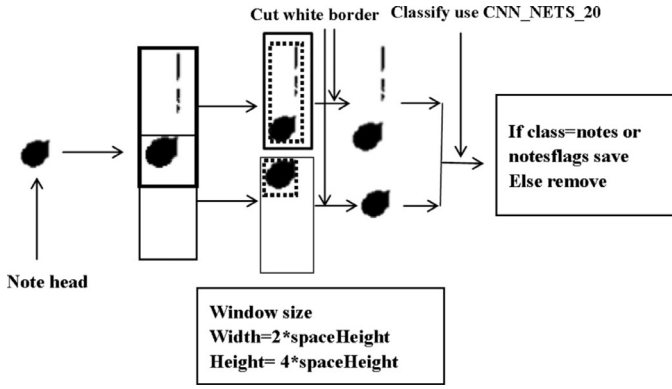 Cut white border
Classify use CNN_NETS_20
If class=notes or
notesflags save
Else remove
Note head
Window size
Width=2*spaceHeight
Height= 4*spaceHeight